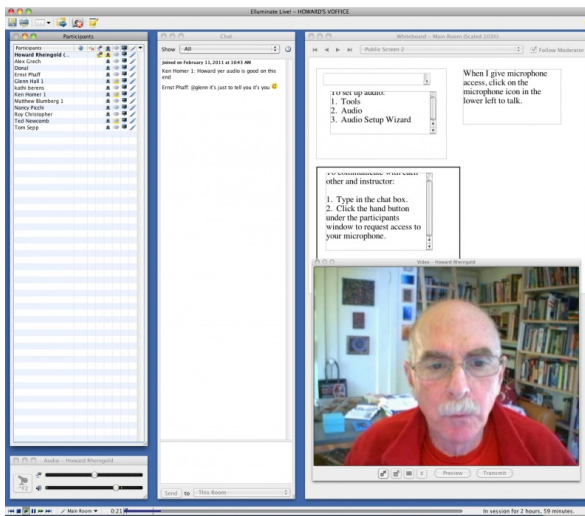 Elluminate Live! - HOWARD'S VOFFICE
Participants
Participants
Howard Rheingold (...
Alex Grech
Donal
Ernst Phaff
Glenn Hall 1
kathi berens
Ken Homer 1
Matthew Blumberg 1
Nancy Picchi
Roy Christopher
Ted Newcomb
Tom Sepp
Audio - Howard Rheingold
Chat
Show All
Joined on February 11, 2011 at 10:43 AM
Ken Homer 1: Howard yer audio is good on this
end
Ernst Phaff: @glenn it's just to tell you it's you
Send to This Room
Whiteboard - Main Room (Scaled 103%)
Public Screen 2
Follow Moderator
To set up audio:
1. Tools
2. Audio
3. Audio Setup Wizard
When I give microphone
access, click on the
microphone icon in the
lower left to talk.
To communicate with each
other and instructor:
1. Type in the chat box.
2. Click the hand button
under the participants
window to request access to
your microphone.
Video - Howard Rheingold
Preview
Transmit
Main Room
0:21
In session for 2 hours, 59 minutes.